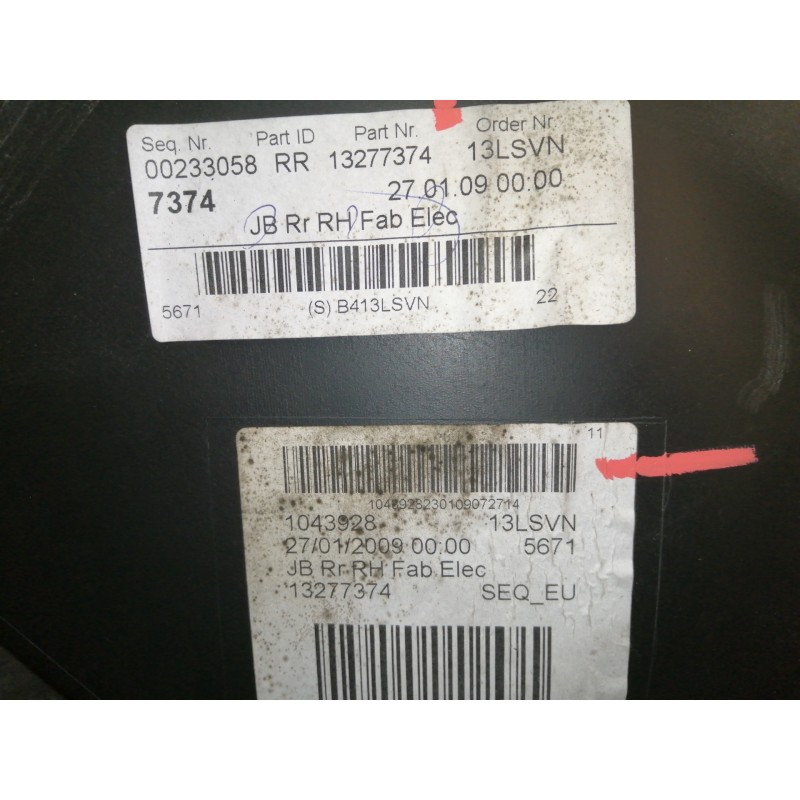 Seq. Nr. Part ID Part Nr. Order Nr.
00233058 RR 13277374 13LSVN
7374 27.01.09 00:00
JB Rr RH Fab Elec
5671 (S) B413LSVN 22
11
1043928230109072714
1043928 13LSVN
27/01/2009 00:00 5671
JB Rr RH Fab Elec
13277374 SEQ_EU